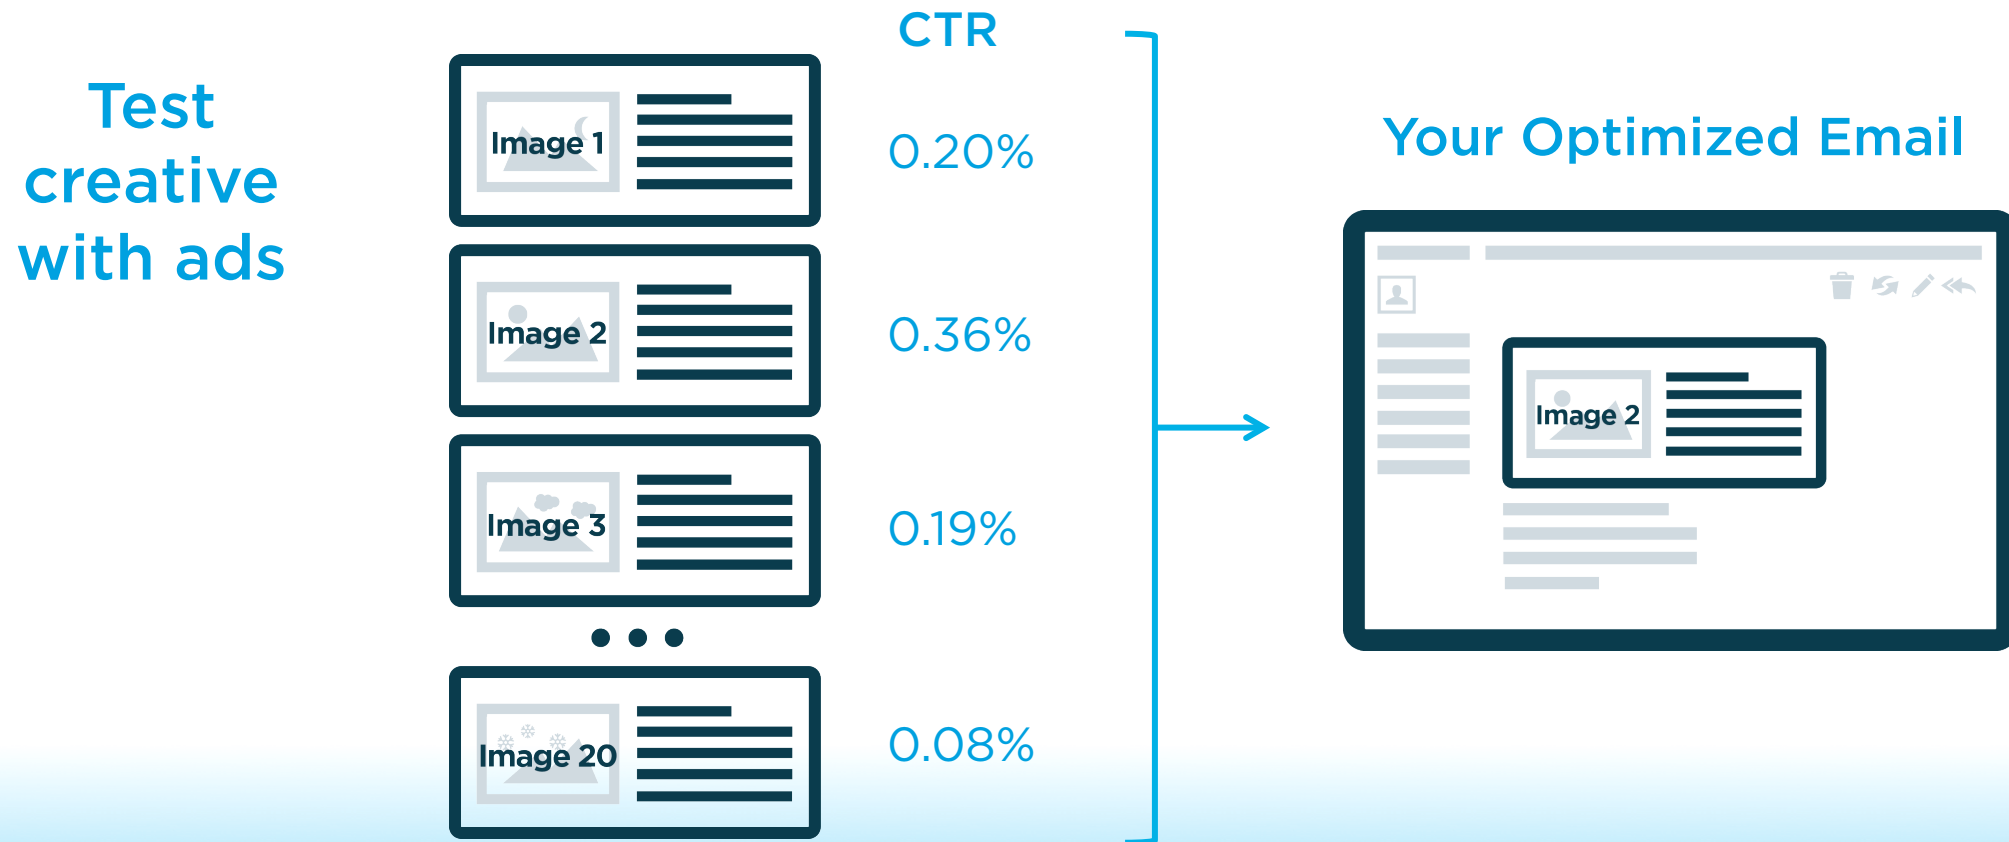 Test
creative
with ads
CTR
Image 1
0.20%
Image 2
0.36%
Image 3
0.19%
Image 20
0.08%
Your Optimized Email
Image 2